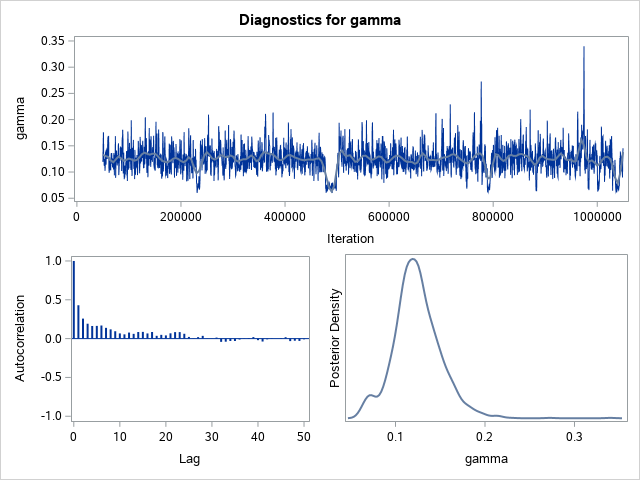 Diagnostics for gamma
gamma
0.35
0.30
0.25
0.20
0.15
0.10
0.05
0 200000 400000 600000 800000 1000000
Iteration
Autocorrelation
1.0
0.5
0.0
-0.5
-1.0
0 10 20 30 40 50
Lag
Posterior Density
0.1 0.2 0.3
gamma